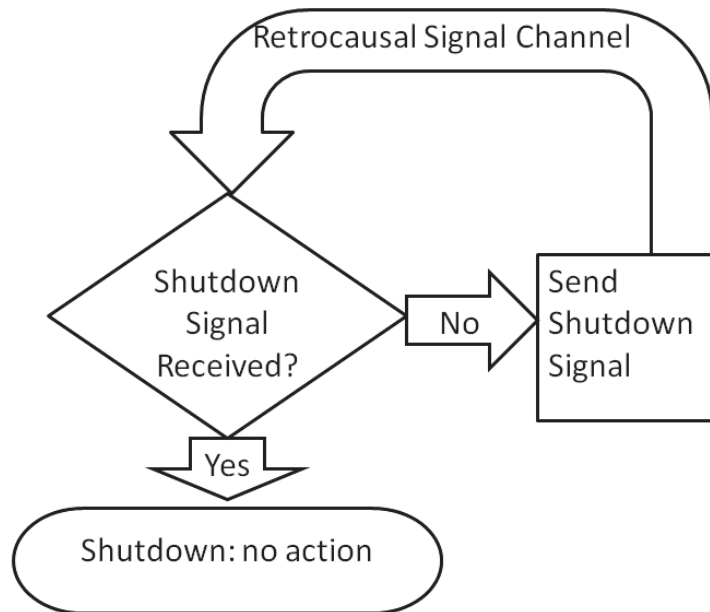 Retrocausal Signal Channel
Shutdown
Signal
Received?
No
Send
Shutdown
Signal
Yes
Shutdown: no action